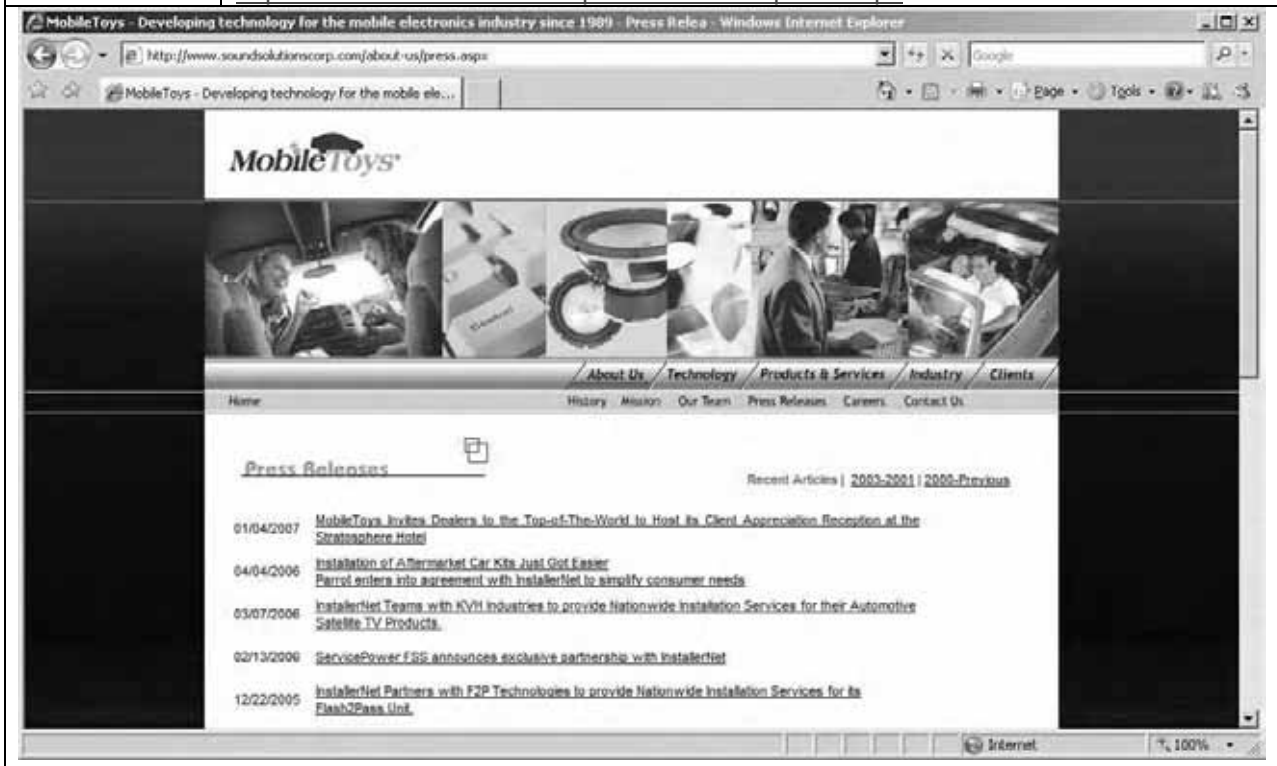 MobileToys - Developing technology for the mobile electronics industry since 1989 - Press Relea - Windows Internet Explorer
http://www.soundsolutionscorp.com/about-us/press.aspx
Google
MobileToys - Developing technology for the mobile ele...
Page
Tools
MobileToys
About Us / Technology / Products & Services / Industry / Clients /
Home
History Mission Our Team Press Releases Careers Contact Us
Press Releases
Recent Articles | 2003-2001 | 2000-Previous
01/04/2007 MobileToys Invites Dealers to the Top-of-The-World to Host its Client Appreciation Reception at the
Stratosphere Hotel
04/04/2006 Installation of Aftermarket Car Kits Just Got Easier
Parrot enters into agreement with InstallerNet to simplify consumer needs
03/07/2006 InstallerNet Teams with KVH Industries to provide Nationwide Installation Services for their Automotive
Satellite TV Products.
02/13/2006 ServicePower FSS announces exclusive partnership with InstallerNet
12/22/2005 InstallerNet Partners with F2P Technologies to provide Nationwide Installation Services for its
Flash2Pass Unit.
Internet
100%